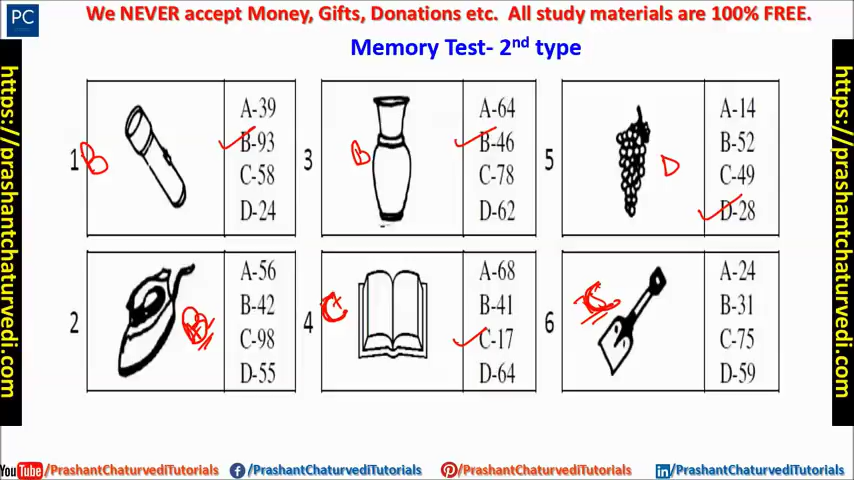 PC
We NEVER accept Money, Gifts, Donations etc. All study materials are 100% FREE.
Memory Test- 2nd type
https://prashantchaturvedi.com
1
B
A-39
B-93
C-58
D-24
3
B
A-64
B-46
C-78
D-62
5
D
A-14
B-52
C-49
D-28
2
A-56
B-42
C-98
D-55
4
C
A-68
B-41
C-17
D-64
6
C
A-24
B-31
C-75
D-59
https://prashantchaturvedi.com
YouTube /PrashantChaturvediTutorials
f /PrashantChaturvediTutorials
/PrashantChaturvediTutorials
in /PrashantChaturvediTutorials